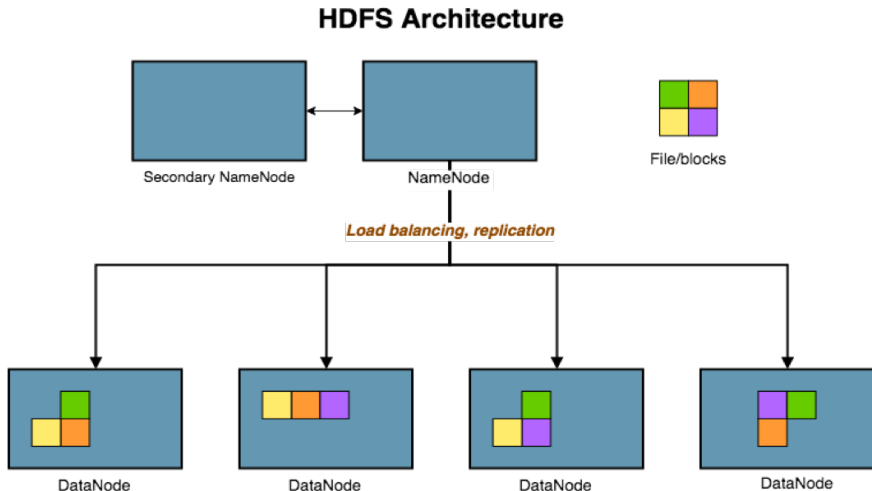 HDFS Architecture
File/blocks
Secondary NameNode
NameNode
Load balancing, replication
DataNode
DataNode
DataNode
DataNode